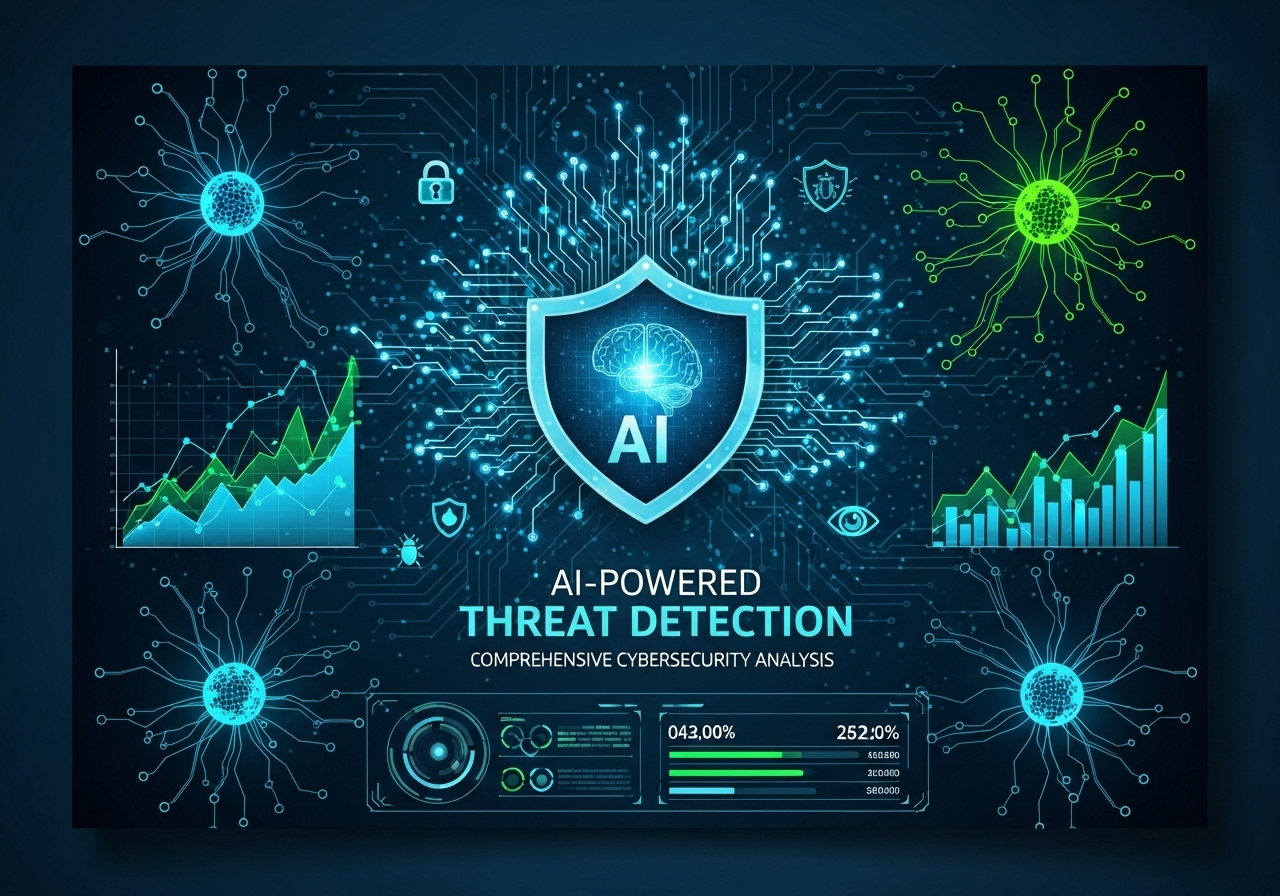 AI
AI-POWERED
THREAT DETECTION
COMPREHENSIVE CYBERSECURITY ANALYSIS
043,00%
252:0%